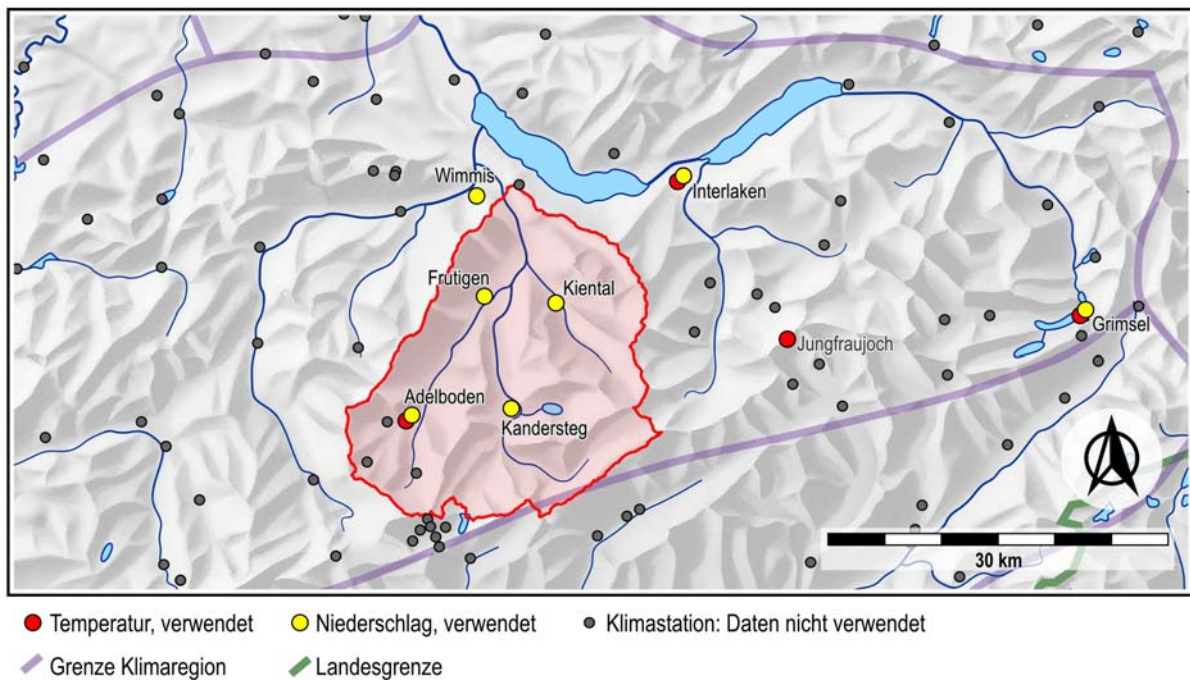 Wimmis
Interlaken
Frutigen
Kiental
Grimsel
Jungfraujoch
Adelboden
Kandersteg
30 km
Temperatur, verwendet
Niederschlag, verwendet
Klimastation: Daten nicht verwendet
Grenze Klimaregion
Landesgrenze